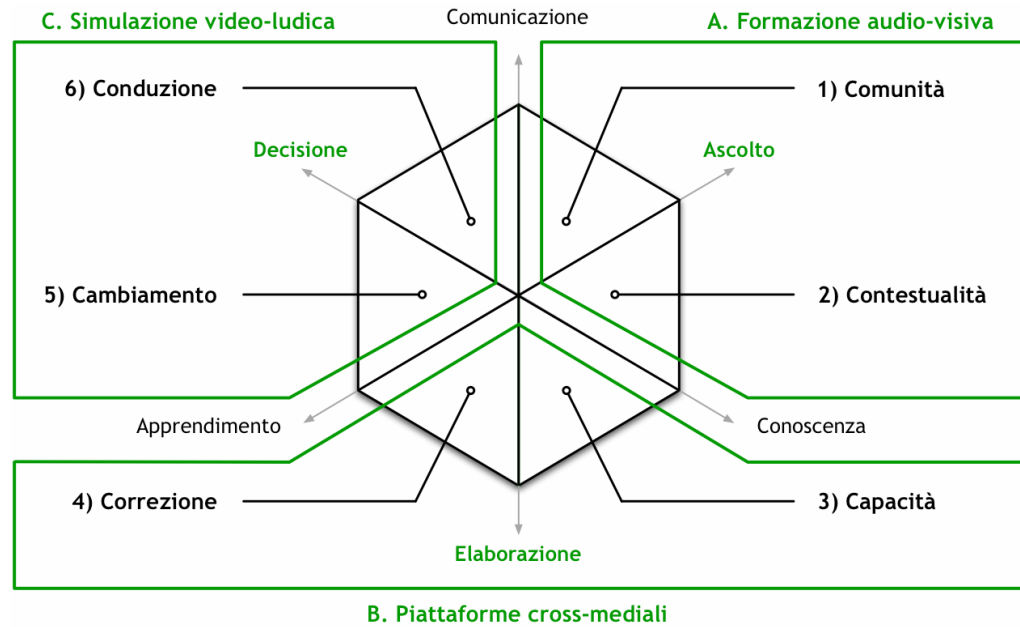 Comunicazione
C. Simulazione video-ludica
A. Formazione audio-visiva
6) Conduzione
1) Comunità
Decisione
Ascolto
5) Cambiamento
2) Contestualità
Apprendimento
Conoscenza
4) Correzione
3) Capacità
Elaborazione
B. Piattaforme cross-mediali